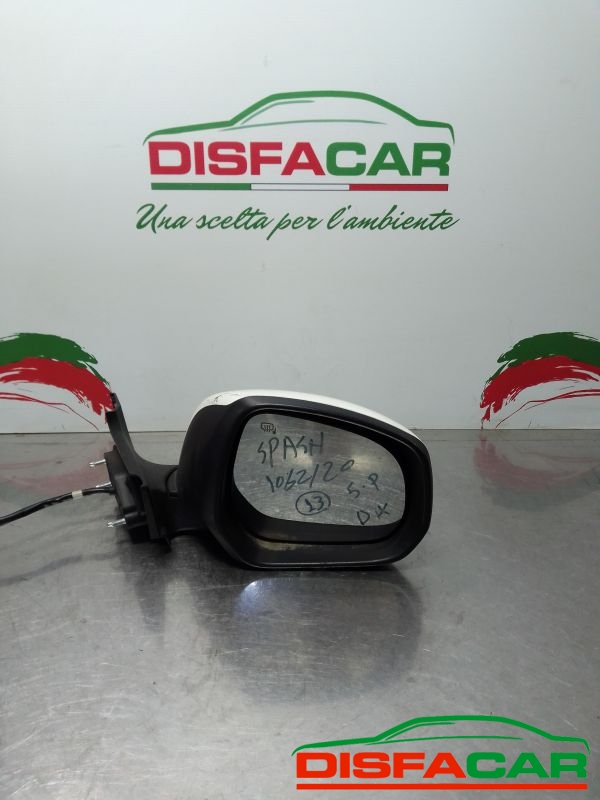 DISFACAR
Una scelta per l'ambiente
SPASH
1062/20
13
5-P
DX
DISFACAR